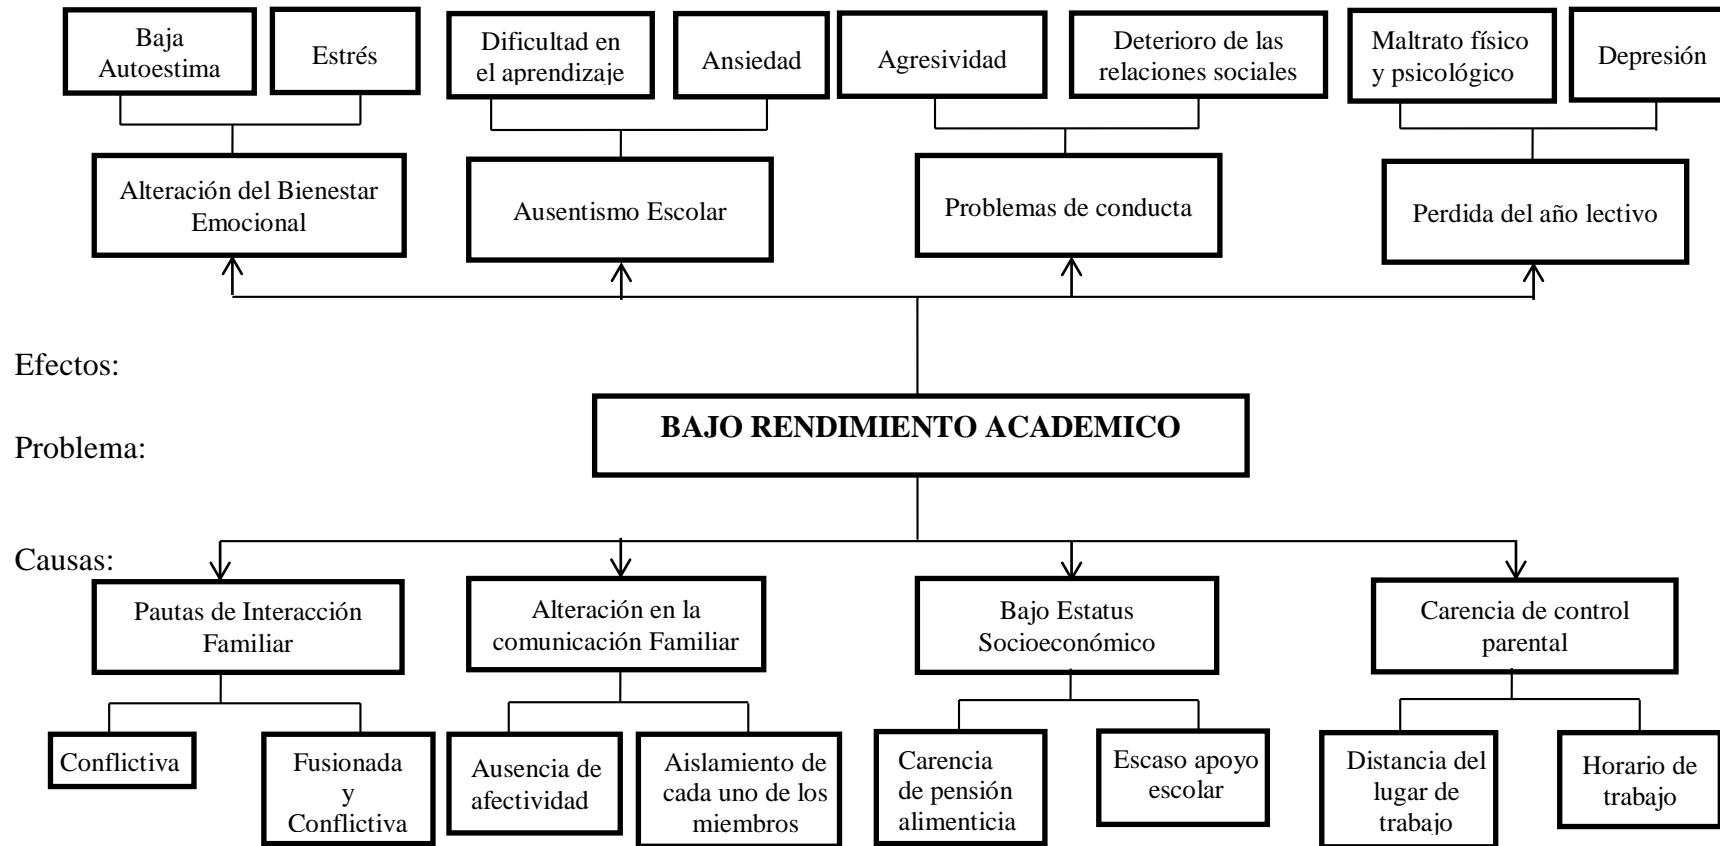 Baja
Autoestima
Estrés
Dificultad en
el aprendizaje
Ansiedad
Agresividad
Deterioro de las
relaciones sociales
Maltrato físico
y psicológico
Depresión
Alteración del Bienestar
Emocional
Ausentismo Escolar
Problemas de conducta
Perdida del año lectivo
Efectos:
BAJO RENDIMIENTO ACADEMICO
Problema:
Causas:
Pautas de Interacción
Familiar
Alteración en la
comunicación Familiar
Bajo Estatus
Socioeconómico
Carencia de control
parental
Conflictiva
Fusionada
y
Conflictiva
Ausencia de
afectividad
Aislamiento de
cada uno de los
miembros
Carencia
de pensión
alimenticia
Escaso apoyo
escolar
Distancia del
lugar de
trabajo
Horario de
trabajo